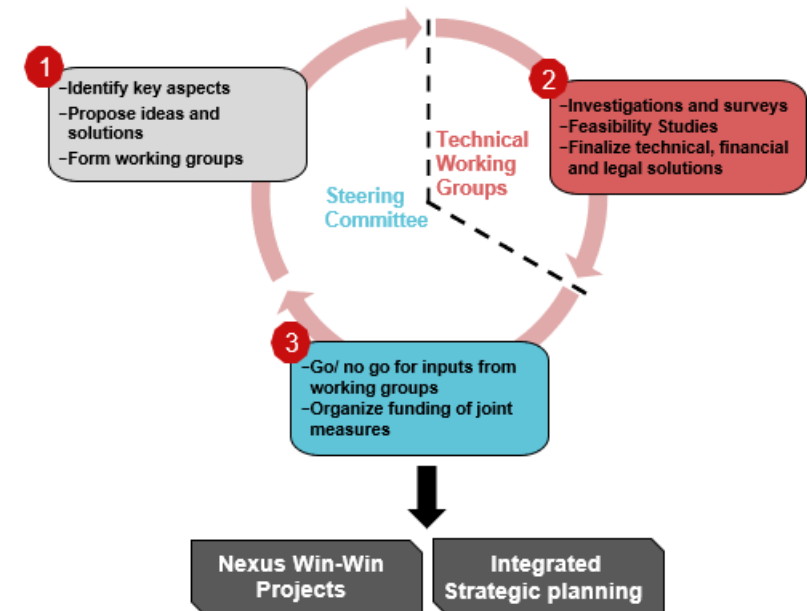 1
–Identify key aspects
–Propose ideas and
solutions
–Form working groups
2
–Investigations and surveys
–Feasibility Studies
–Finalize technical, financial
and legal solutions
Technical
Working
Groups
Steering
Committee
3
–Go/ no go for inputs from
working groups
–Organize funding of joint
measures
Nexus Win-Win
Projects
Integrated
Strategic planning